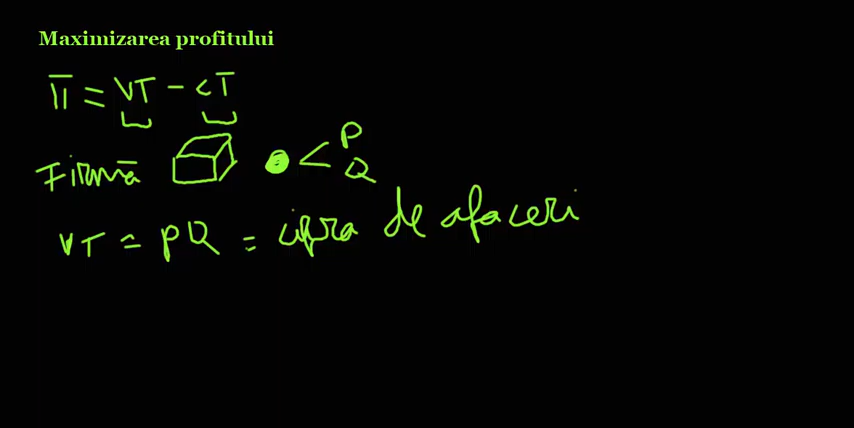 Maximizarea profitului
π = VT - CT
Firmă < P
Q
VT = PQ = cifra de afaceri